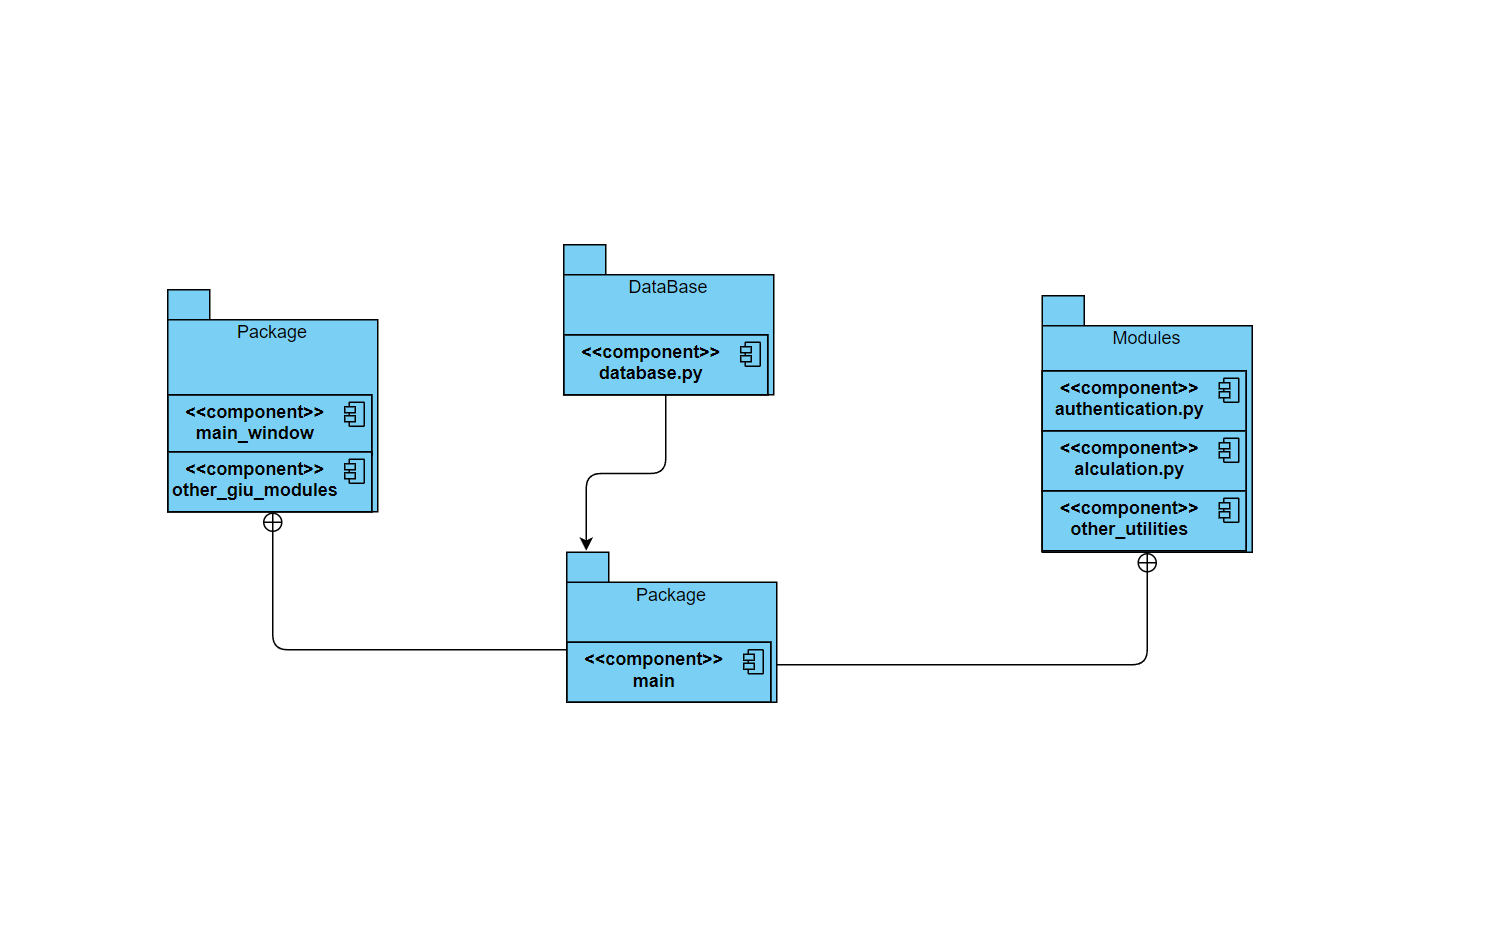 Package
<<component>>
main_window
<<component>>
other_giu_modules
DataBase
<<component>>
database.py
Modules
<<component>>
authentication.py
<<component>>
alculation.py
<<component>>
other_utilities
Package
<<component>>
main